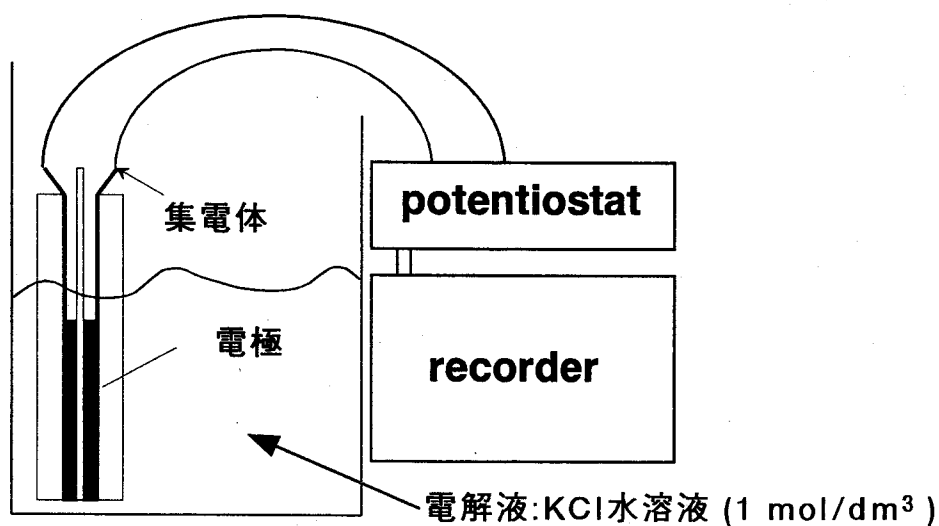 集電体
potentiostat
電極
recorder
電解液:KCl水溶液 (1 mol/dm³)